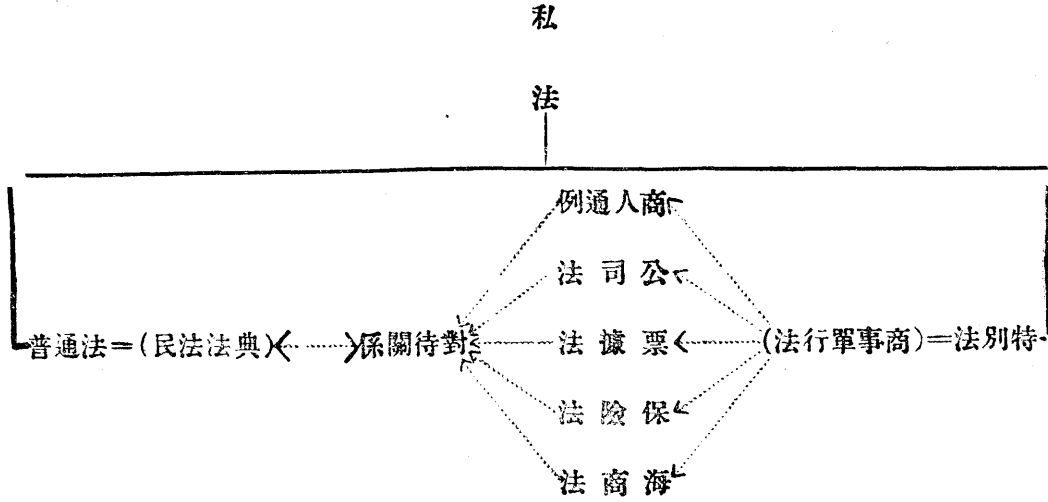 私法
商人通例
公司法
特別法=(商事單行法)
票據法
對待關係
普通法=(民法法典)
保險法
海商法